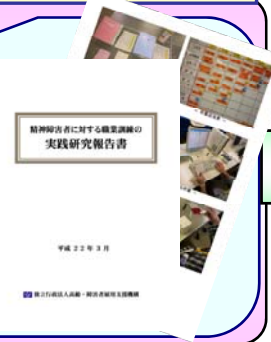 精神障害者に対する職業訓練の
実践研究報告書
平成22年3月
独立行政法人高齢・障害者雇用支援機構